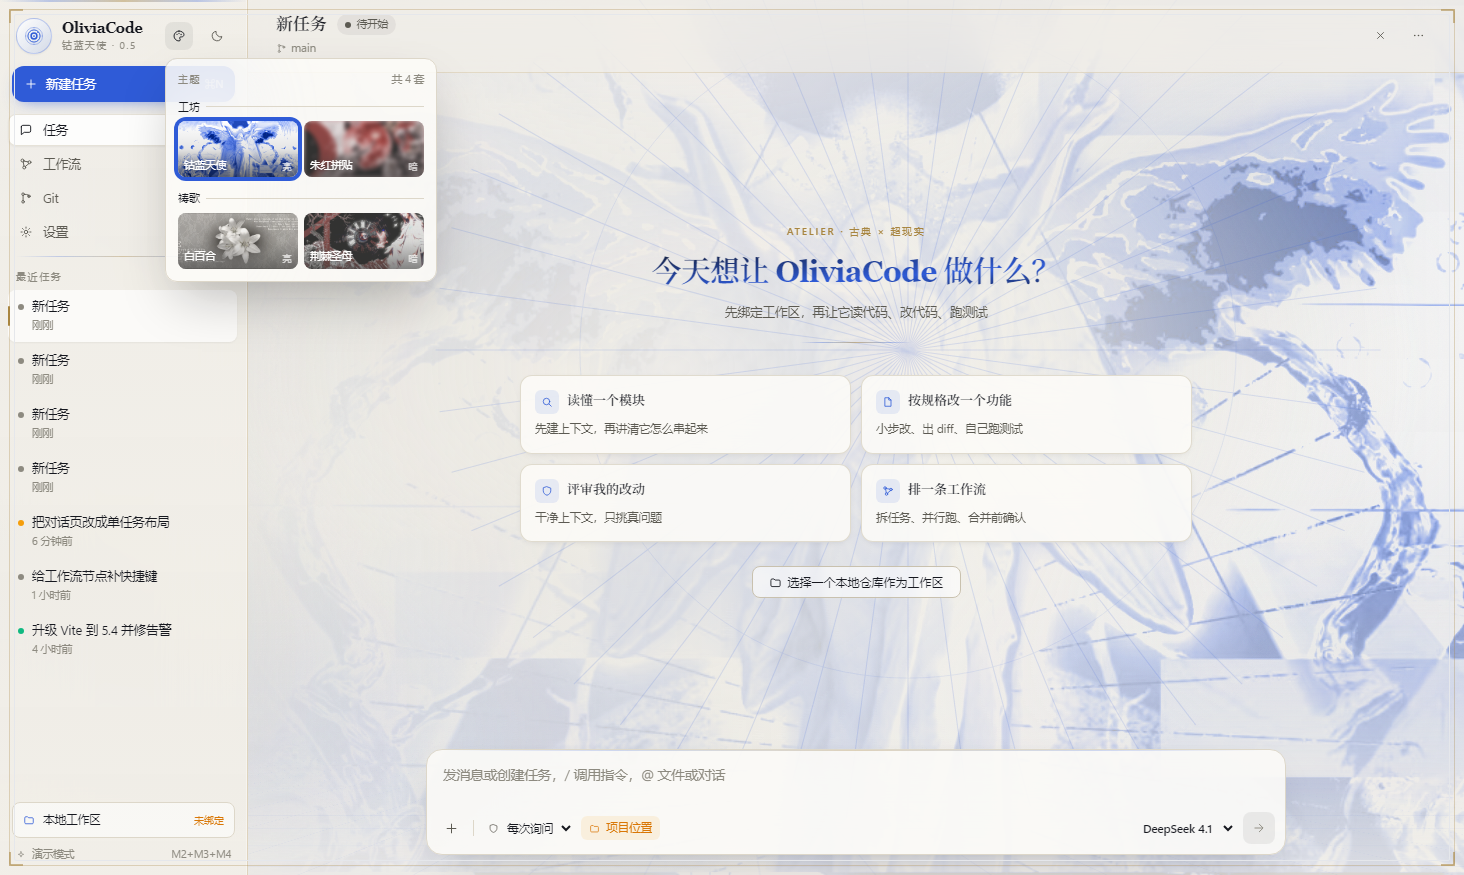 OliviaCode
钴蓝天使 · 0.5
新建任务
任务
工作流
Git
设置
最近任务
新任务
刚刚
新任务
刚刚
新任务
刚刚
新任务
刚刚
把对话页改成单任务布局
6 分钟前
给工作流节点补快捷键
1 小时前
升级 Vite 到 5.4 并修告警
4 小时前
本地工作区
未绑定
演示模式
M2+M3+M4
主题
共 4 套
工坊
钴蓝天使
亮
朱红拼贴
暗
祷歌
白百合
亮
荆棘圣母
暗
新任务
待开始
main
ATELIER · 古典 × 超现实
今天想让 OliviaCode 做什么？
先绑定工作区，再让它读代码、改代码、跑测试
读懂一个模块
先建上下文，再讲清它怎么串起来
按规格改一个功能
小步改、出 diff、自己跑测试
评审我的改动
干净上下文，只挑真问题
排一条工作流
拆任务、并行跑、合并前确认
选择一个本地仓库作为工作区
发消息或创建任务，/ 调用指令，@ 文件或对话
每次询问
项目位置
DeepSeek 4.1